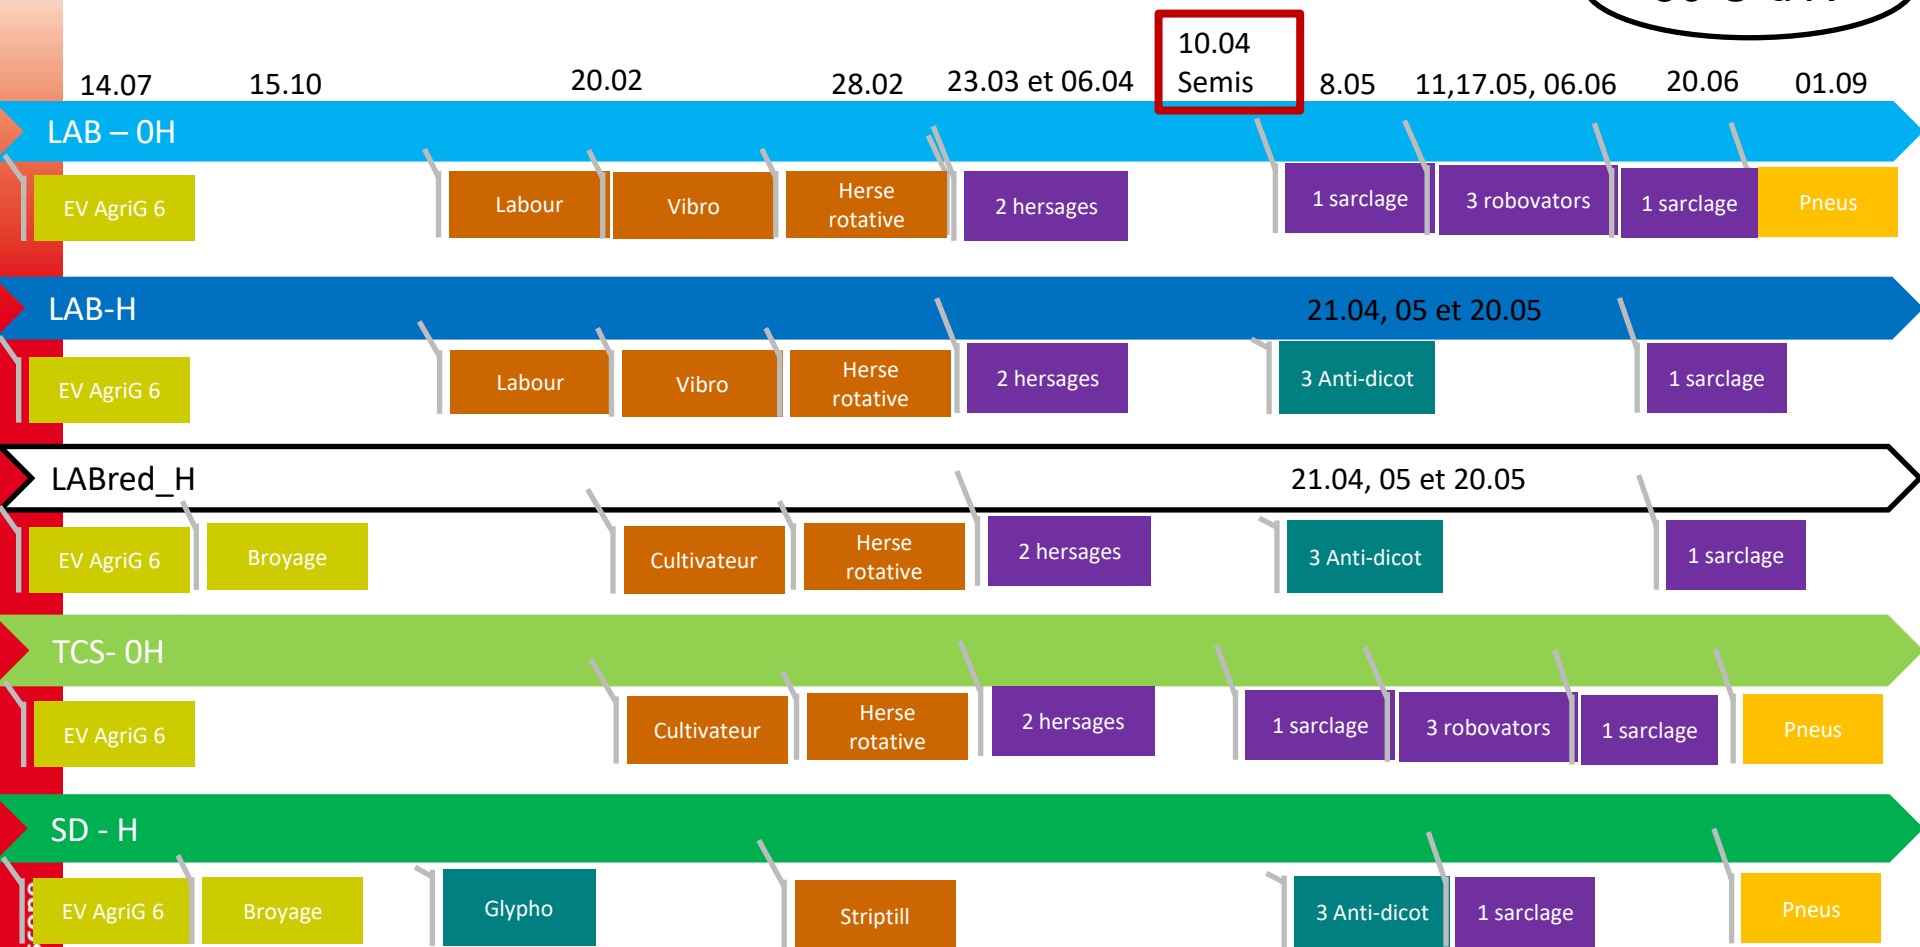 14.07 15.10 20.02 28.02 23.03 et 06.04 10.04 8.05 11,17.05, 06.06 20.06 01.09
Semis
LAB – 0H
EV AgriG 6 Labour Vibro Herse 2 hersages 1 sarclage 3 robovators 1 sarclage Pneus
rotative
LAB-H 21.04, 05 et 20.05
EV AgriG 6 Labour Vibro Herse 2 hersages 3 Anti-dicot 1 sarclage
rotative
LABred_H 21.04, 05 et 20.05
EV AgriG 6 Broyage Cultivateur Herse 2 hersages 3 Anti-dicot 1 sarclage
rotative
TCS- 0H
EV AgriG 6 Cultivateur Herse 2 hersages 1 sarclage 3 robovators 1 sarclage Pneus
rotative
SD - H
EV AgriG 6 Broyage Glypho Striptill 3 Anti-dicot 1 sarclage Pneus